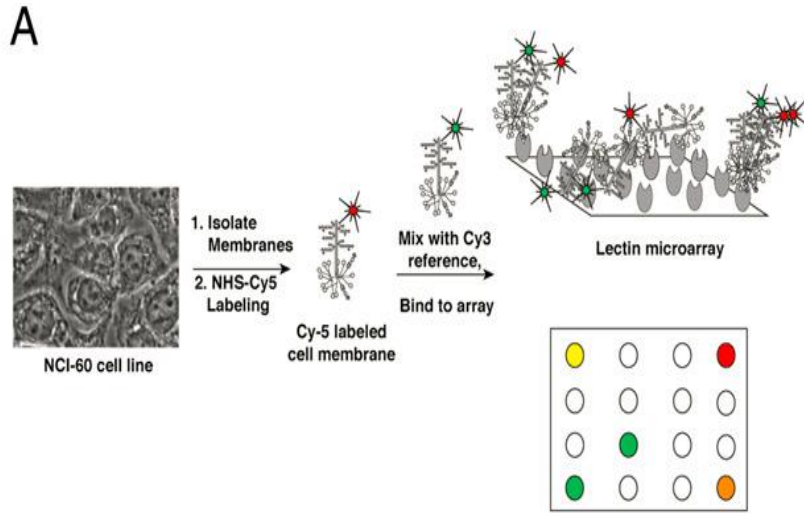 A
1. Isolate
Membranes
2. NHS-Cy5
Labeling
NCI-60 cell line
Cy-5 labeled
cell membrane
Mix with Cy3
reference,
Bind to array
Lectin microarray